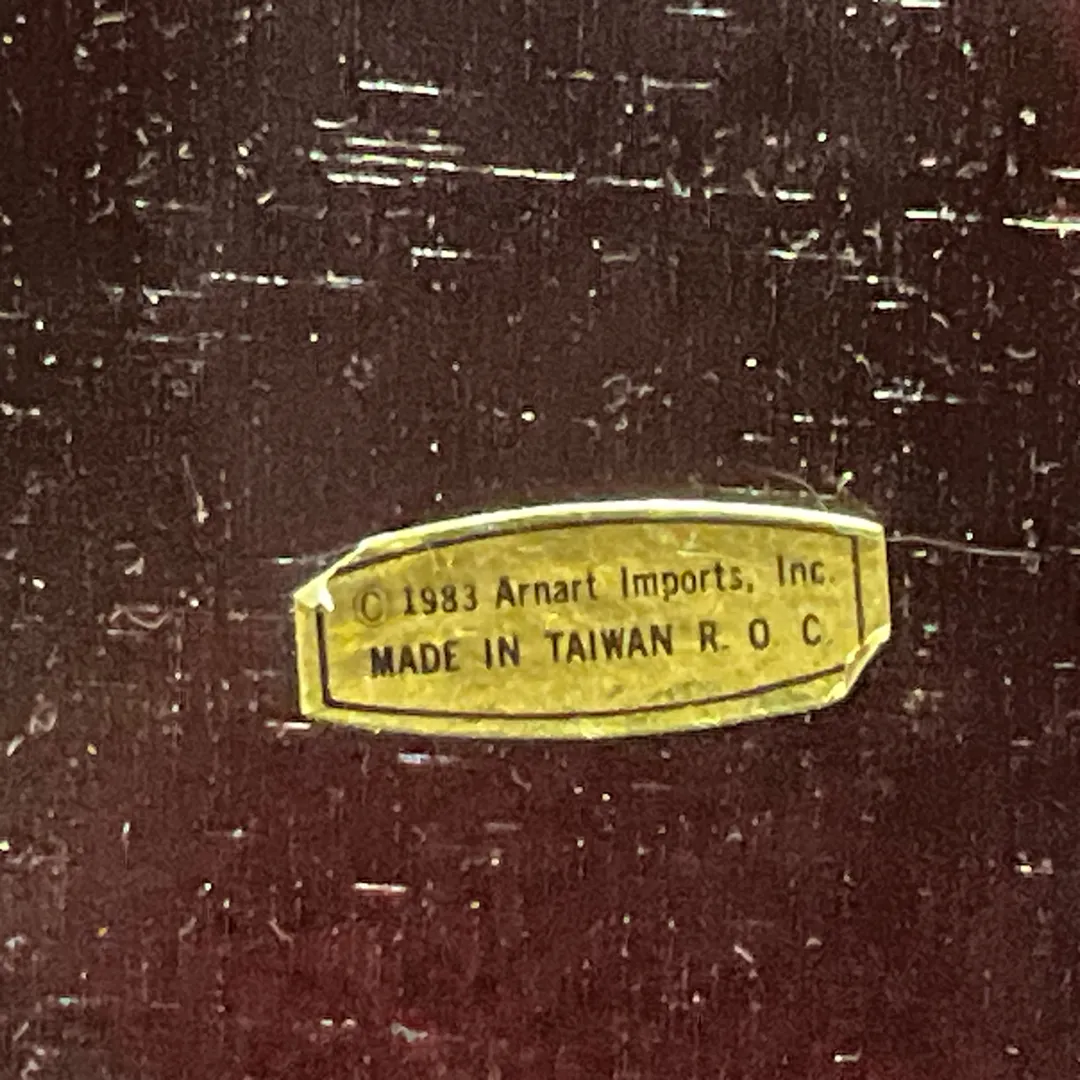 © 1983 Arnart Imports, Inc.
MADE IN TAIWAN R. O. C.